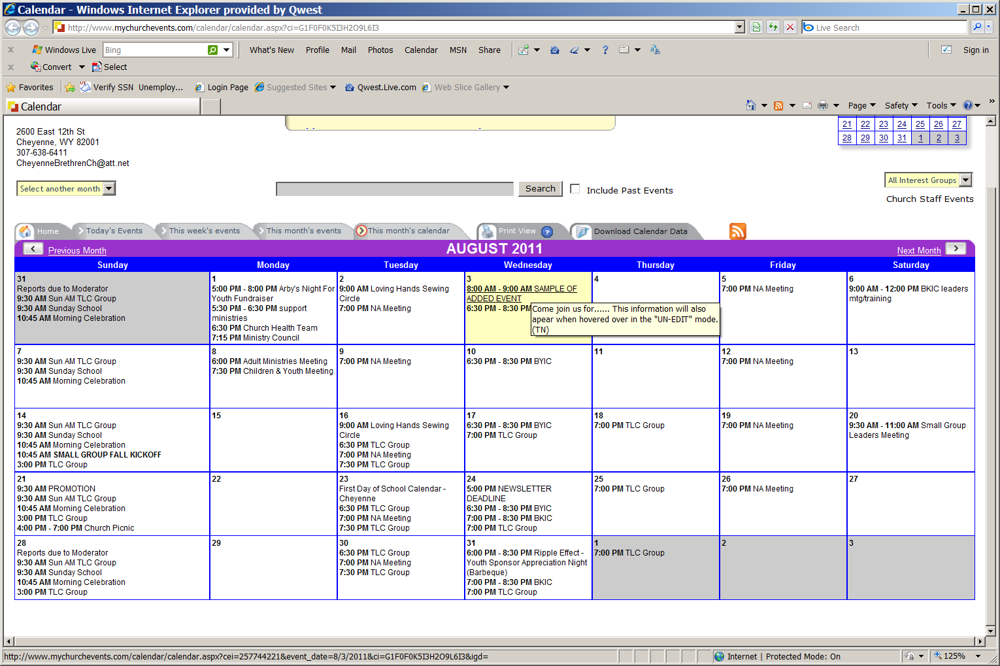 Calendar - Windows Internet Explorer provided by Qwest
http://www.mychurchevents.com/calendar/calendar.aspx?ci=G1F0F0K5I3H2O9L6I3
Live Search
Windows Live
Bing
What's New Profile Mail Photos Calendar MSN Share
Sign in
Convert Select
Favorites Verify SSN Unemploy... Login Page Suggested Sites Qwest.Live.com Web Slice Gallery
Calendar
Page Safety Tools
2600 East 12th St
Cheyenne, WY 82001
307-638-6411
CheyenneBrethrenCh@att.net
21 22 23 24 25 26 27
28 29 30 31 1 2 3
Select another month
Search
Include Past Events
All Interest Groups
Church Staff Events
Home Today's Events This week's events This month's events This month's calendar Print View Download Calendar Data
Previous Month
AUGUST 2011
Next Month
Sunday Monday Tuesday Wednesday Thursday Friday Saturday
31
Reports due to Moderator
9:30 AM Sun AM TLC Group
9:30 AM Sunday School
10:45 AM Morning Celebration
1
5:00 PM - 8:00 PM Arby's Night For
Youth Fundraiser
5:30 PM - 6:30 PM support
ministries
6:30 PM Church Health Team
7:15 PM Ministry Council
2
9:00 AM Loving Hands Sewing
Circle
7:00 PM NA Meeting
3
8:00 AM - 9:00 AM SAMPLE OF
ADDED EVENT
6:30 PM - 8:30 PM
Come join us for...... This information will also
apear when hovered over in the "UN-EDIT" mode.
(TN)
4
5
7:00 PM NA Meeting
6
9:00 AM - 12:00 PM BKIC leaders
mtg/training
7
9:30 AM Sun AM TLC Group
9:30 AM Sunday School
10:45 AM Morning Celebration
8
6:00 PM Adult Ministries Meeting
7:30 PM Children & Youth Meeting
9
7:00 PM NA Meeting
10
6:30 PM - 8:30 PM BYIC
11
12
7:00 PM NA Meeting
13
14
9:30 AM Sun AM TLC Group
9:30 AM Sunday School
10:45 AM Morning Celebration
10:45 AM SMALL GROUP FALL KICKOFF
3:00 PM TLC Group
15
16
9:00 AM Loving Hands Sewing
Circle
6:30 PM TLC Group
7:00 PM NA Meeting
7:30 PM TLC Group
17
6:30 PM - 8:30 PM BYIC
7:00 PM TLC Group
18
7:00 PM TLC Group
19
7:00 PM NA Meeting
20
9:30 AM - 11:00 AM Small Group
Leaders Meeting
21
9:30 AM PROMOTION
9:30 AM Sun AM TLC Group
10:45 AM Morning Celebration
3:00 PM TLC Group
4:00 PM - 7:00 PM Church Picnic
22
23
First Day of School Calendar -
Cheyenne
6:30 PM TLC Group
7:00 PM NA Meeting
7:30 PM TLC Group
24
5:00 PM NEWSLETTER
DEADLINE
6:30 PM - 8:30 PM BYIC
7:00 PM - 8:30 PM BKIC
7:00 PM TLC Group
25
7:00 PM TLC Group
26
7:00 PM NA Meeting
27
28
Reports due to Moderator
9:30 AM Sun AM TLC Group
9:30 AM Sunday School
10:45 AM Morning Celebration
3:00 PM TLC Group
29
30
6:30 PM TLC Group
7:00 PM NA Meeting
7:30 PM TLC Group
31
6:00 PM - 8:30 PM Ripple Effect -
Youth Sponsor Appreciation Night
(Barbeque)
7:00 PM - 8:30 PM BKIC
7:00 PM TLC Group
1
7:00 PM TLC Group
2
3
http://www.mychurchevents.com/calendar/calendar.aspx?cei=257744221&event_date=8/3/2011&ci=G1F0F0K5I3H2O9L6I3&igd=
Internet | Protected Mode: On
125%